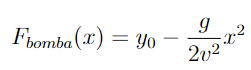 F_{bomba}(x) = y_0 - \frac{g}{2v^2}x^2